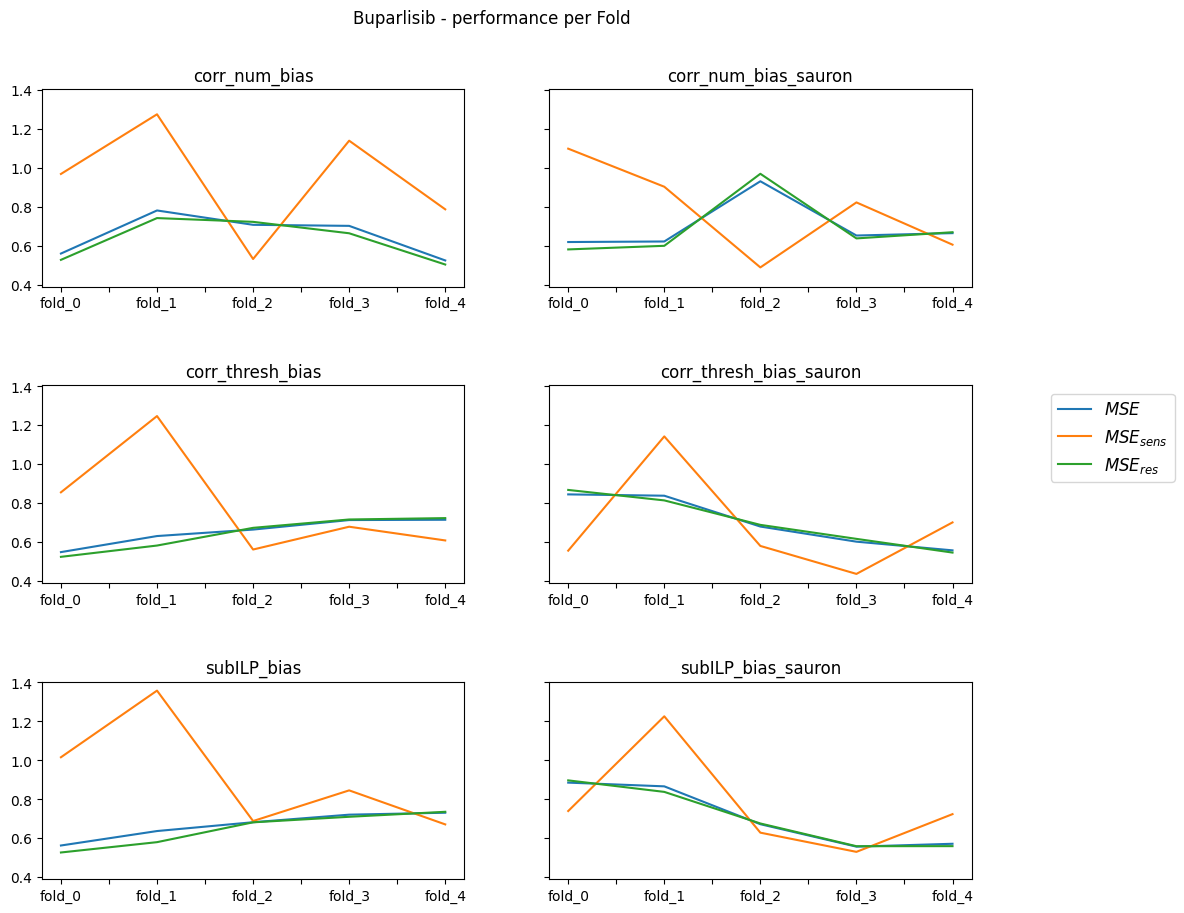 Buparlisib - performance per Fold
corr_num_bias
corr_num_bias_sauron
1.4
1.2
1.0
0.8
0.6
0.4
fold_0 fold_1 fold_2 fold_3 fold_4
fold_0 fold_1 fold_2 fold_3 fold_4
corr_thresh_bias
corr_thresh_bias_sauron
1.4
1.2
1.0
0.8
0.6
0.4
fold_0 fold_1 fold_2 fold_3 fold_4
fold_0 fold_1 fold_2 fold_3 fold_4
MSE
MSE_sens
MSE_res
subILP_bias
subILP_bias_sauron
1.4
1.2
1.0
0.8
0.6
0.4
fold_0 fold_1 fold_2 fold_3 fold_4
fold_0 fold_1 fold_2 fold_3 fold_4